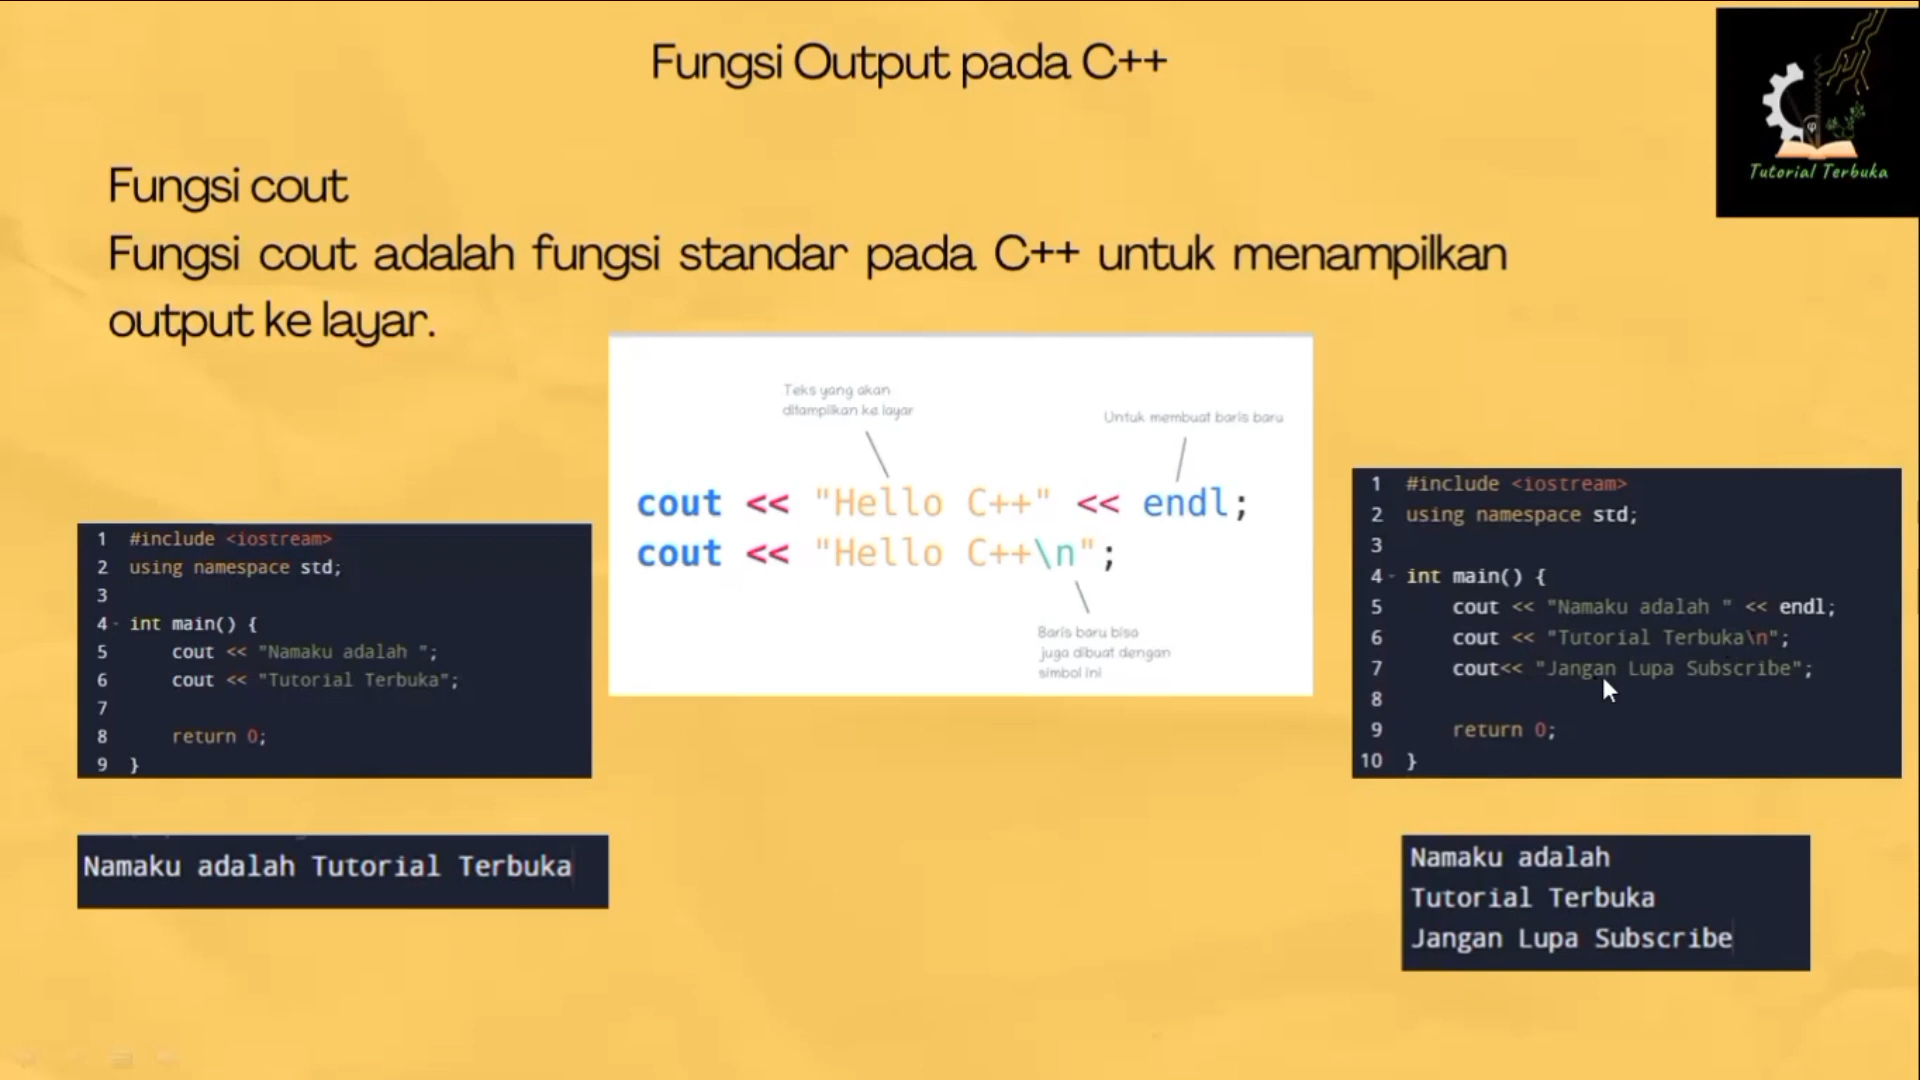 Fungsi Output pada C++
Tutorial Terbuka
Fungsi cout
Fungsi cout adalah fungsi standar pada C++ untuk menampilkan
output ke layar.
Teks yang akan
ditampilkan ke layar
Untuk membuat baris baru
cout << "Hello C++" << endl;
cout << "Hello C++\n";
Baris baru bisa
juga dibuat dengan
simbol ini
1 #include <iostream>
2 using namespace std;
3
4 int main() {
5 cout << "Namaku adalah ";
6 cout << "Tutorial Terbuka";
7
8 return 0;
9 }
Namaku adalah Tutorial Terbuka
1 #include <iostream>
2 using namespace std;
3
4 int main() {
5 cout << "Namaku adalah " << endl;
6 cout << "Tutorial Terbuka\n";
7 cout<< "Jangan Lupa Subscribe";
8
9 return 0;
10 }
Namaku adalah
Tutorial Terbuka
Jangan Lupa Subscribe